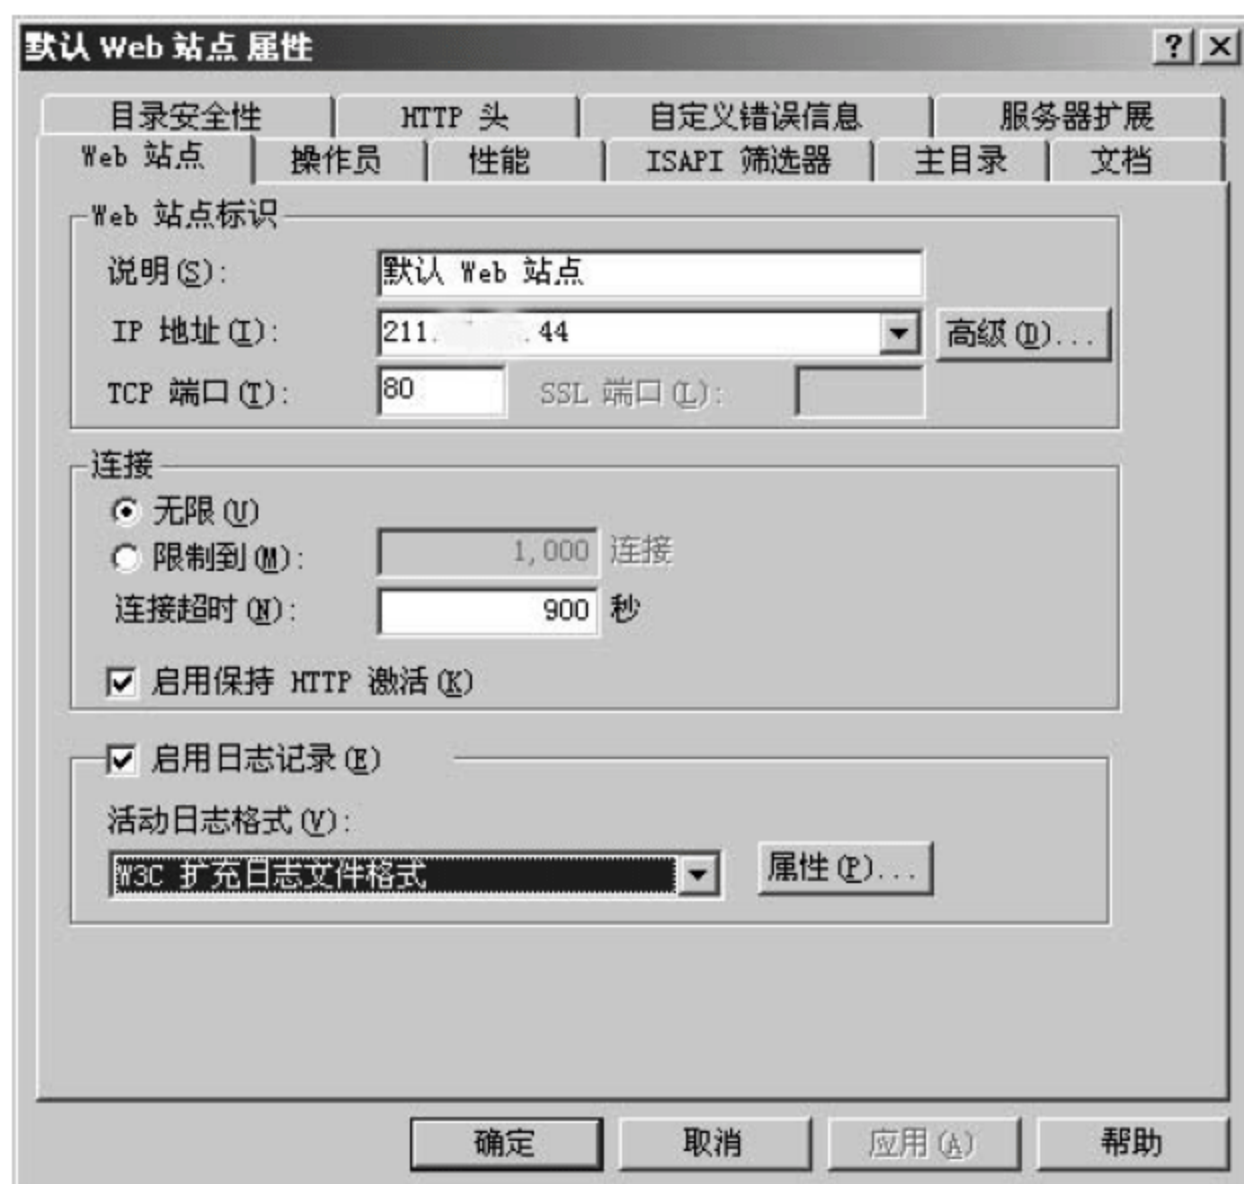 默认 Web 站点 属性
目录安全性 HTTP 头 自定义错误信息 服务器扩展
Web 站点 操作员 性能 ISAPI 筛选器 主目录 文档
Web 站点标识
说明(S): 默认 Web 站点
IP 地址(I): 211. .44 高级(D)...
TCP 端口(T): 80 SSL 端口(L):
连接
无限(U)
限制到(M): 1,000 连接
连接超时(N): 900 秒
启用保持 HTTP 激活(K)
启用日志记录(E)
活动日志格式(V):
W3C 扩充日志文件格式 属性(P)...
确定 取消 应用(A) 帮助